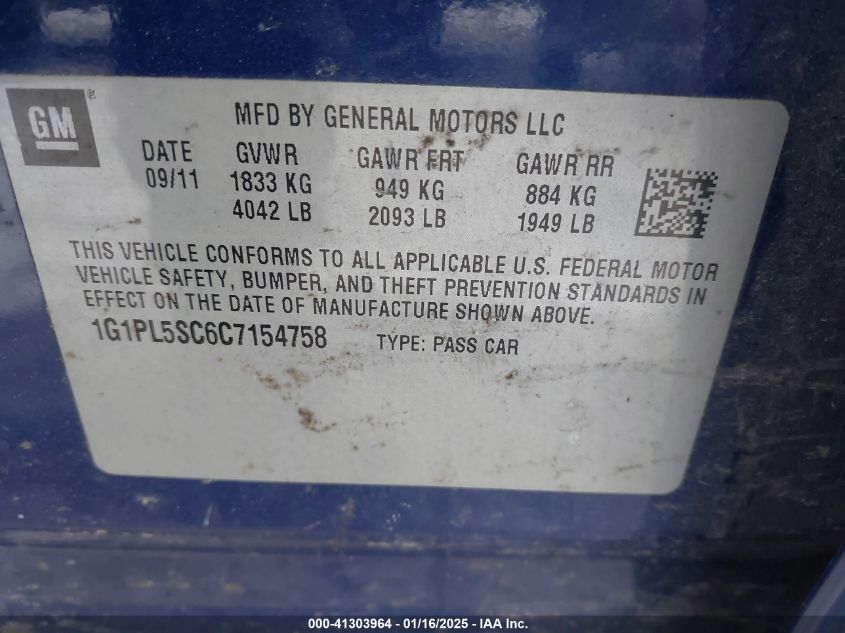 GM®
MFD BY GENERAL MOTORS LLC
DATE GVWR GAWR FRT GAWR RR
09/11 1833 KG 949 KG 884 KG
4042 LB 2093 LB 1949 LB
THIS VEHICLE CONFORMS TO ALL APPLICABLE U.S. FEDERAL MOTOR
VEHICLE SAFETY, BUMPER, AND THEFT PREVENTION STANDARDS IN
EFFECT ON THE DATE OF MANUFACTURE SHOWN ABOVE.
1G1PL5SC6C7154758 TYPE: PASS CAR
000-41303964 - 01/16/2025 - IAA Inc.